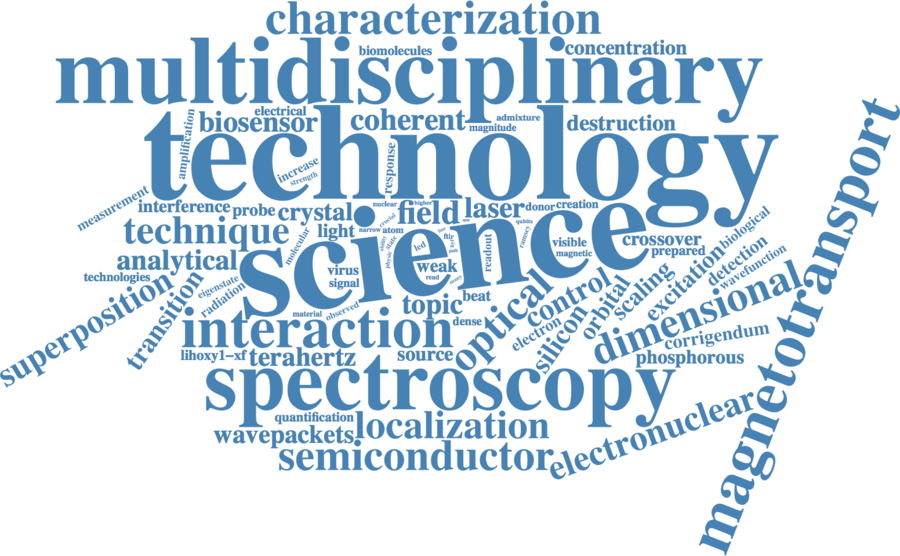 characterization
biomolecules
concentration
multidisciplinary
electrical
amplification
biosensor
coherent
admixture
magnitude
destruction
technology
increase
strength
response
measurement
interference
probe
crystal
nuclear
higher
field
laser
donor
creation
technique
light
molecular
crucial
narrow
atom
qubits
ramsey
science
visible
magnetic
crossover
prepared
biological
analytical
technologies
virus
signal
state
physic
led
ftir
weak
read
readout
eigenstate
radiation
superposition
transition
material
observed
topic
beat
dense
optical
control
electron
silicon
orbital
scaling
excitation
detection
wavefunction
dimensional
corrigendum
phosphorous
magnetotransport
interaction
lihoxy1-xf
terahertz
source
spectroscopy
quantification
wavepackets
localization
semiconductor
electronuclear